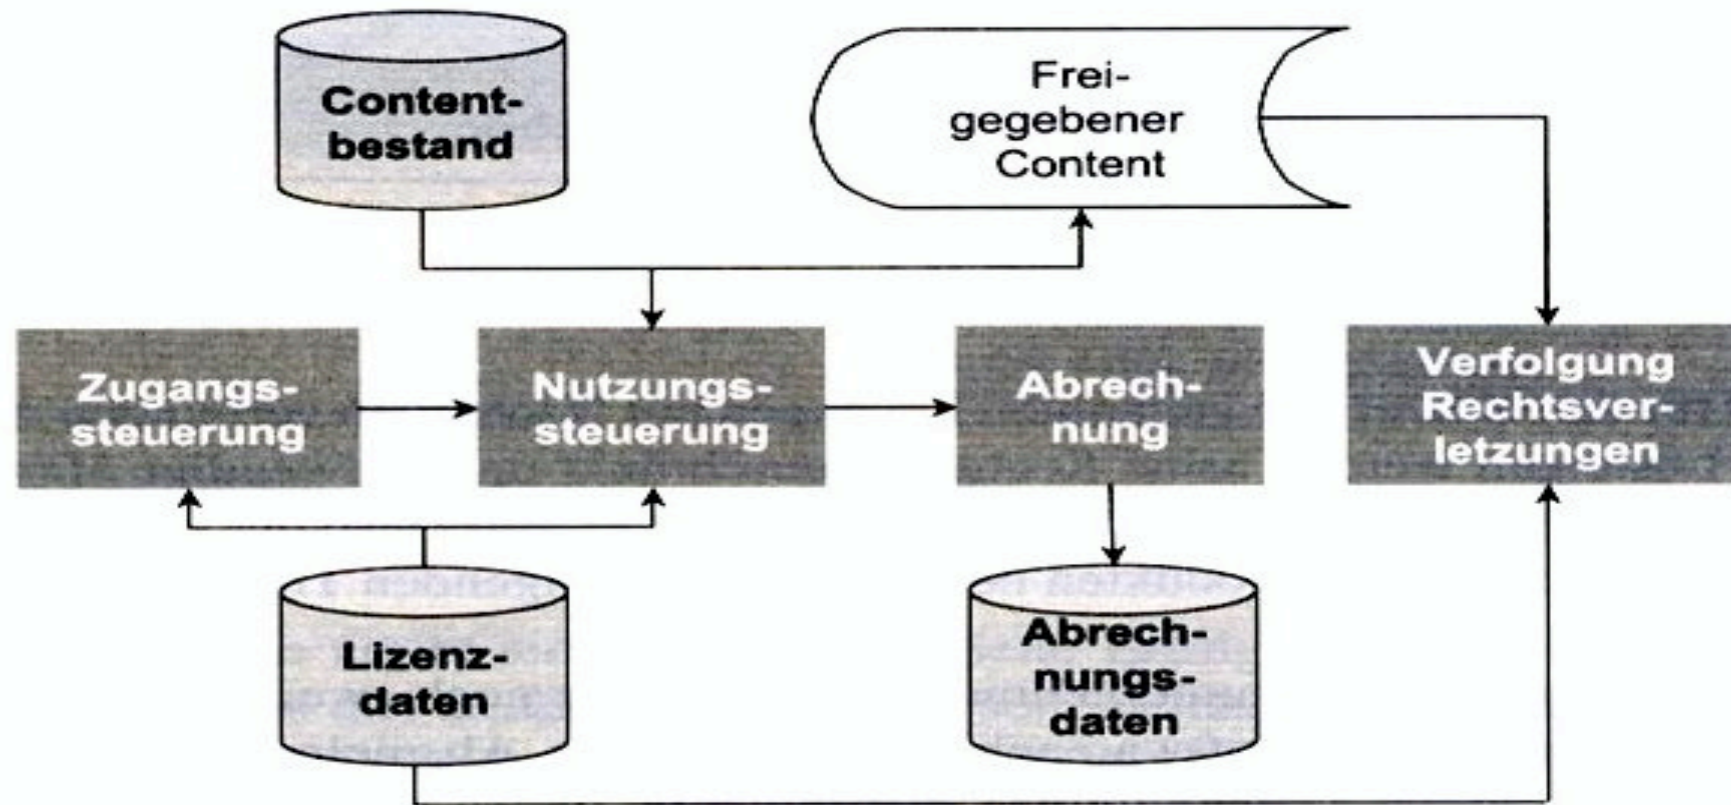 Content-
bestand
Frei-
gegebener
Content
Zugangs-
steuerung
Nutzungs-
steuerung
Abrech-
nung
Verfolgung
Rechtsver-
letzungen
Lizenz-
daten
Abrech-
nungs-
daten